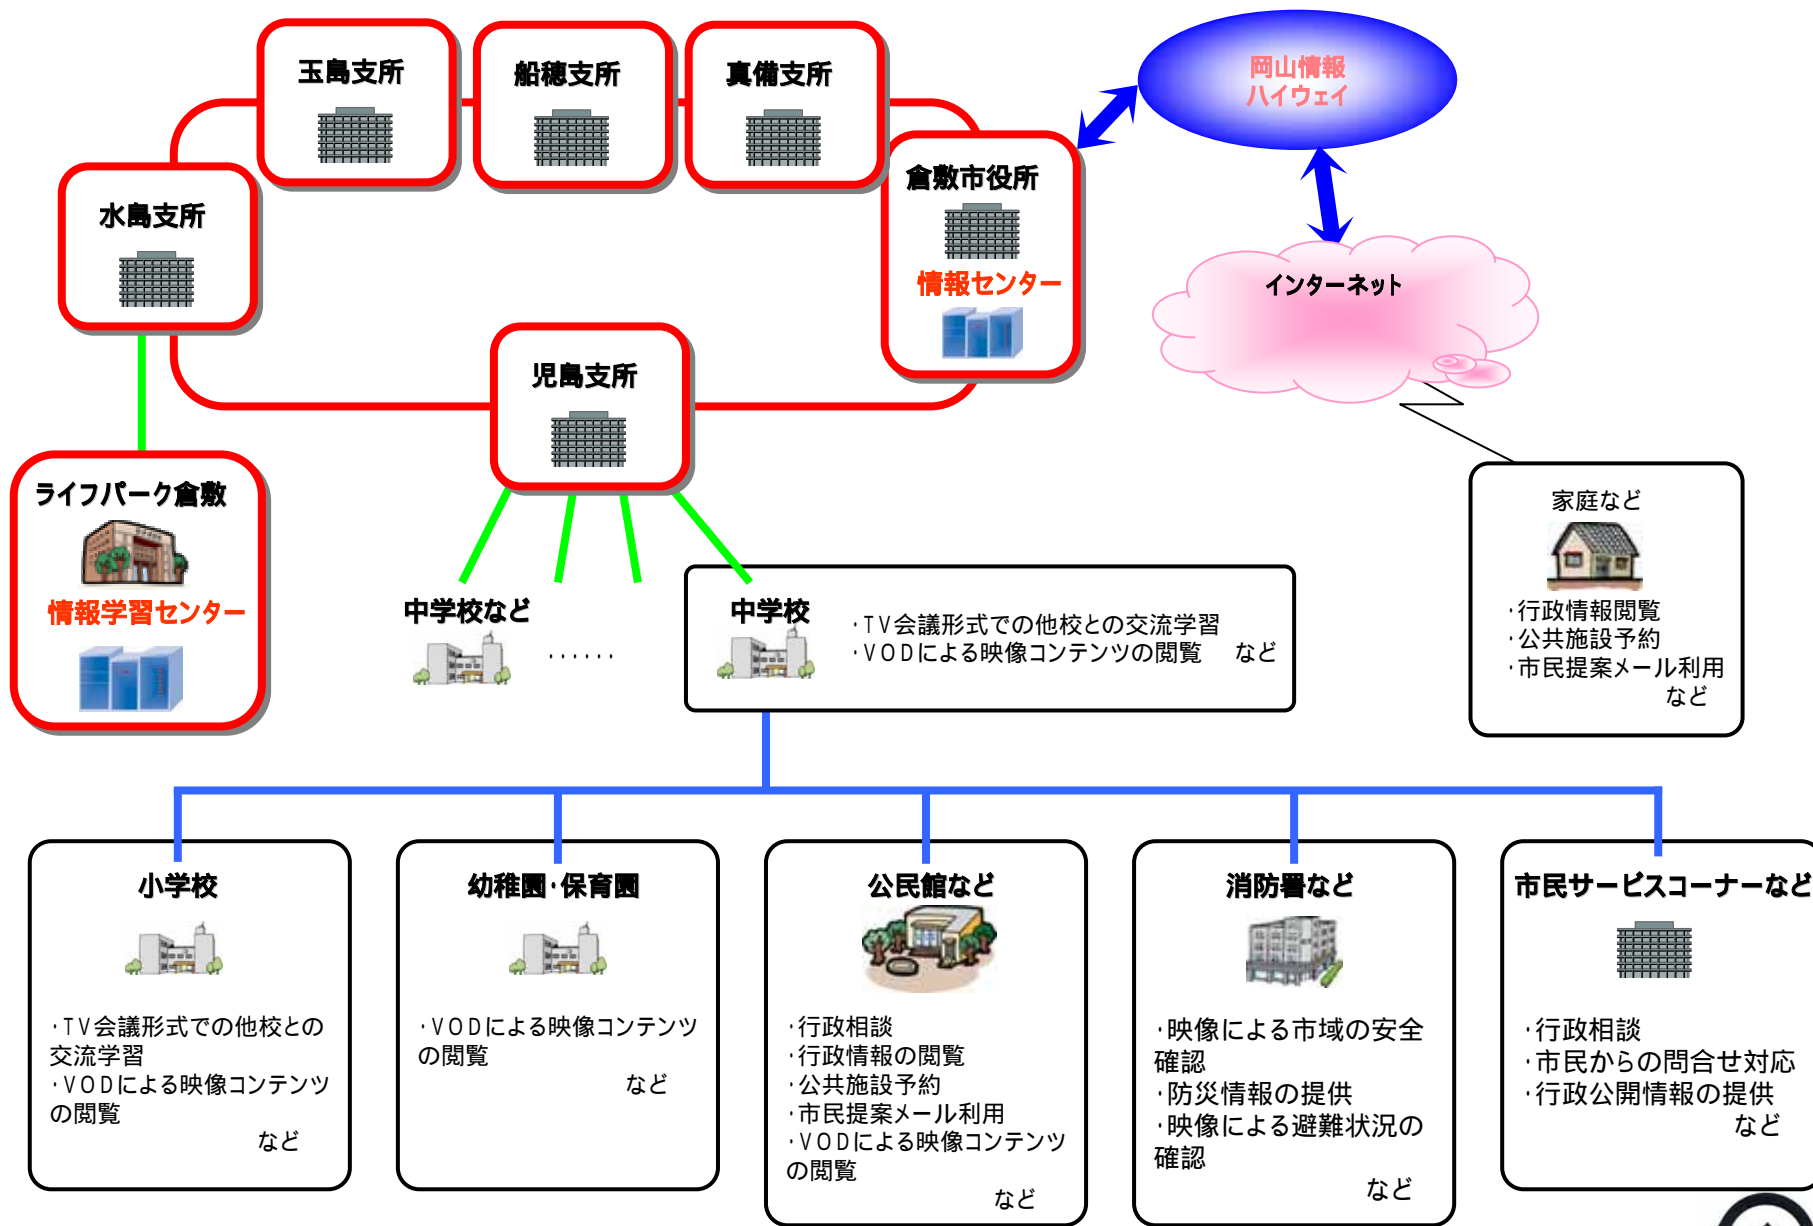 玉島支所
船穂支所
真備支所
岡山情報
ハイウェイ
水島支所
倉敷市役所
情報センター
インターネット
児島支所
ライフパーク倉敷
情報学習センター
中学校など
······
中学校
·TV会議形式での他校との交流学習
·VODによる映像コンテンツの閲覧　など
家庭など
·行政情報閲覧
·公共施設予約
·市民提案メール利用
など
小学校
·TV会議形式での他校との
交流学習
·VODによる映像コンテンツ
の閲覧
など
幼稚園·保育園
·VODによる映像コンテンツ
の閲覧
など
公民館など
·行政相談
·行政情報の閲覧
·公共施設予約
·市民提案メール利用
·VODによる映像コンテンツ
の閲覧
など
消防署など
·映像による市域の安全
確認
·防災情報の提供
·映像による避難状況の
確認
など
市民サービスコーナーなど
·行政相談
·市民からの問合せ対応
·行政公開情報の提供
など